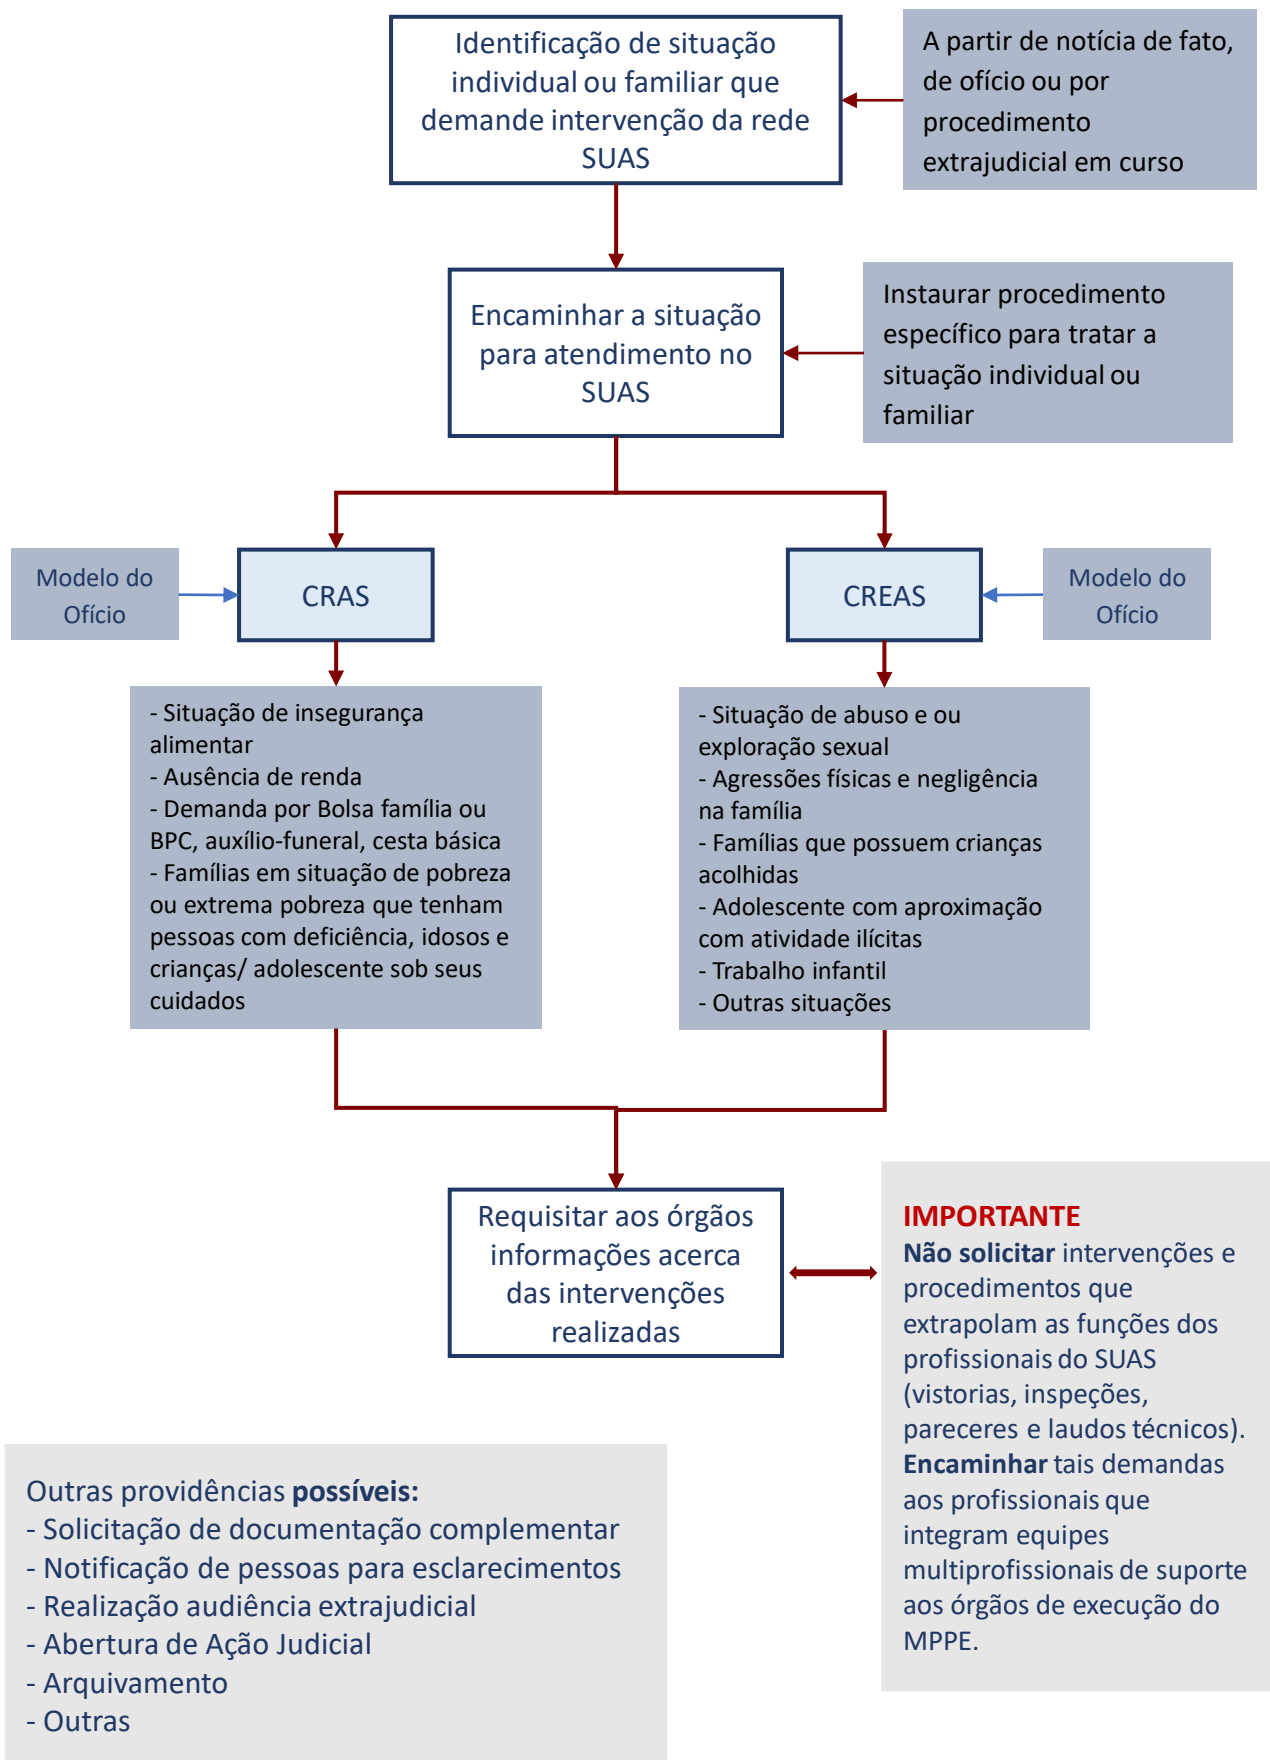 Identificação de situação
individual ou familiar que
demande intervenção da rede
SUAS
A partir de notícia de fato,
de ofício ou por
procedimento
extrajudicial em curso
Encaminhar a situação
para atendimento no
SUAS
Instaurar procedimento
específico para tratar a
situação individual ou
familiar
Modelo do
Ofício
CRAS
CREAS
Modelo do
Ofício
- Situação de insegurança
alimentar
- Ausência de renda
- Demanda por Bolsa família ou
BPC, auxílio-funeral, cesta básica
- Famílias em situação de pobreza
ou extrema pobreza que tenham
pessoas com deficiência, idosos e
crianças/ adolescente sob seus
cuidados
- Situação de abuso e ou
exploração sexual
- Agressões físicas e negligência
na família
- Famílias que possuem crianças
acolhidas
- Adolescente com aproximação
com atividade ilícitas
- Trabalho infantil
- Outras situações
Requisitar aos órgãos
informações acerca
das intervenções
realizadas
IMPORTANTE
Não solicitar intervenções e
procedimentos que
extrapolam as funções dos
profissionais do SUAS
(vistorias, inspeções,
pareceres e laudos técnicos).
Encaminhar tais demandas
aos profissionais que
integram equipes
multiprofissionais de suporte
aos órgãos de execução do
MPPE.
Outras providências possíveis:
- Solicitação de documentação complementar
- Notificação de pessoas para esclarecimentos
- Realização audiência extrajudicial
- Abertura de Ação Judicial
- Arquivamento
- Outras